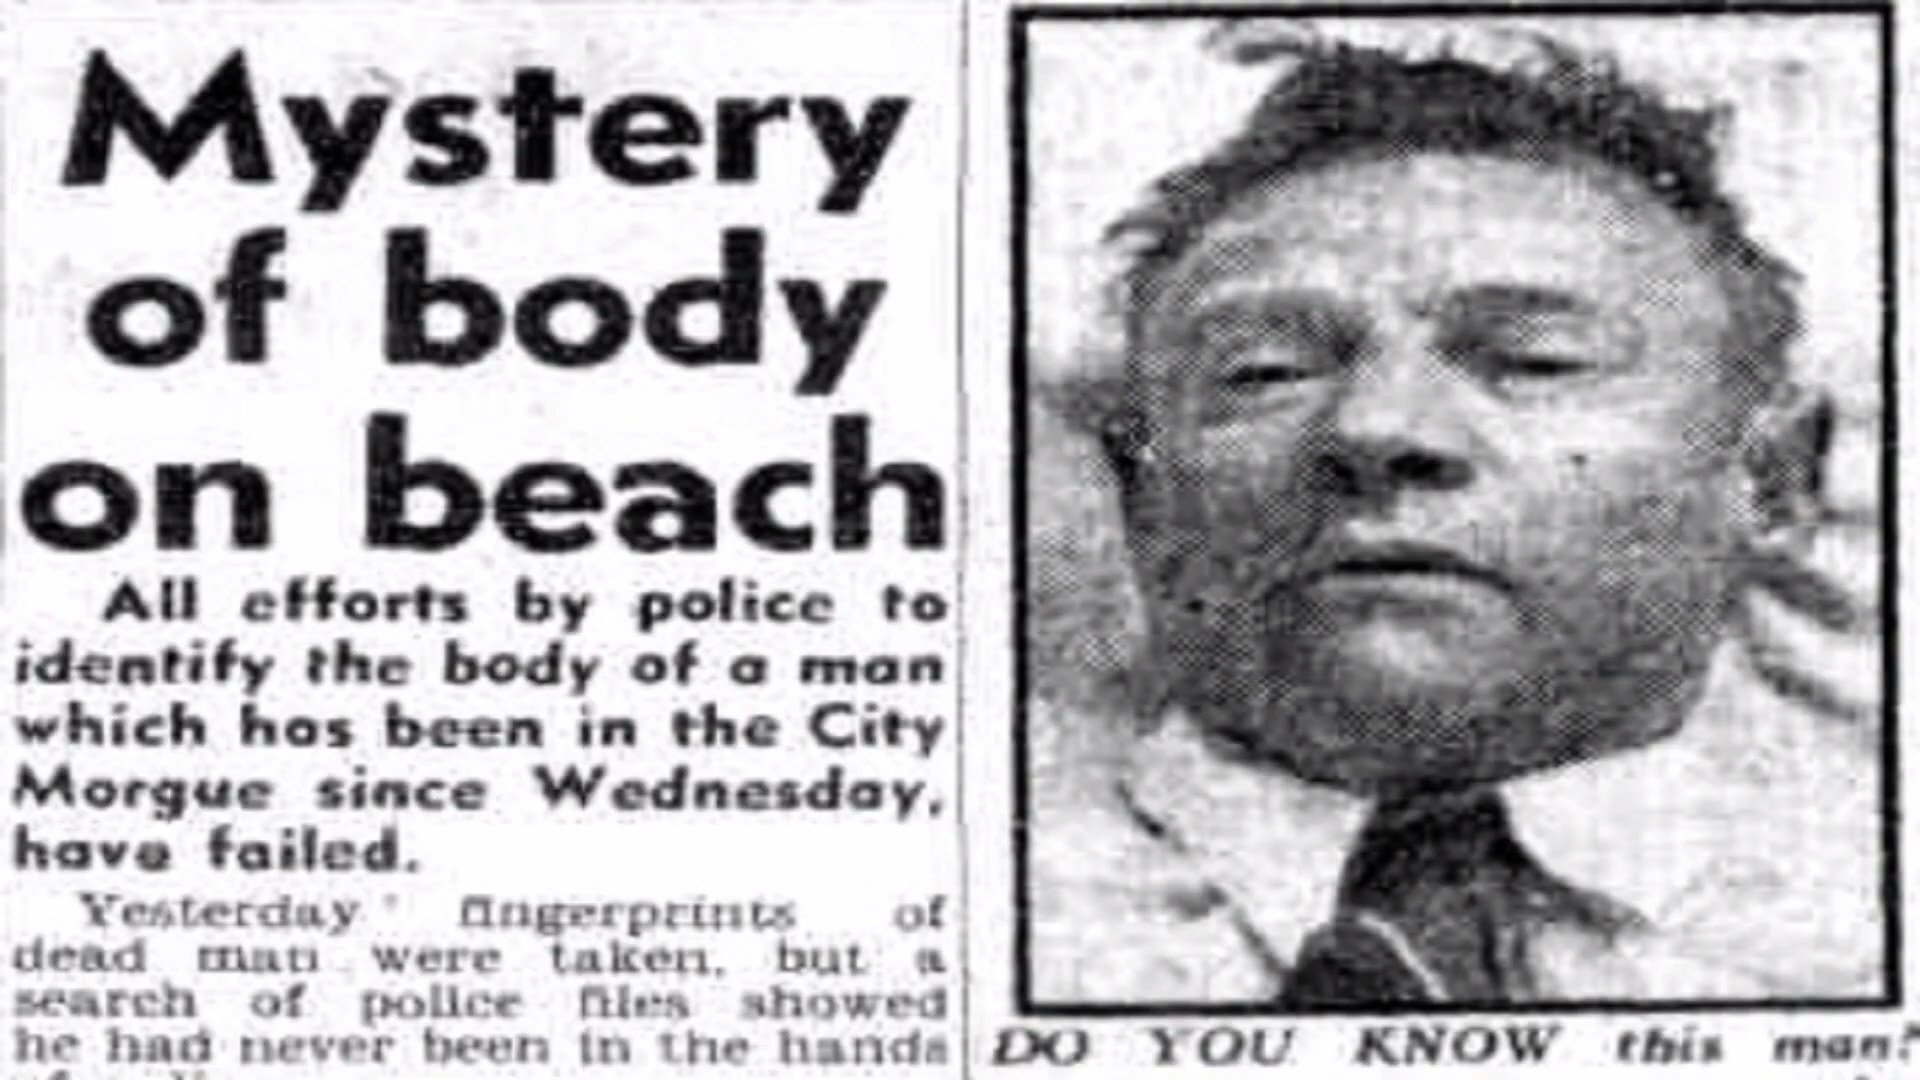 Mystery
of body
on beach
All efforts by police to
identify the body of a man
which has been in the City
Morgue since Wednesday,
have failed.
Yesterday fingerprints of
dead man were taken, but a
search of police files showed
he had never been in the hands
DO YOU KNOW this man?